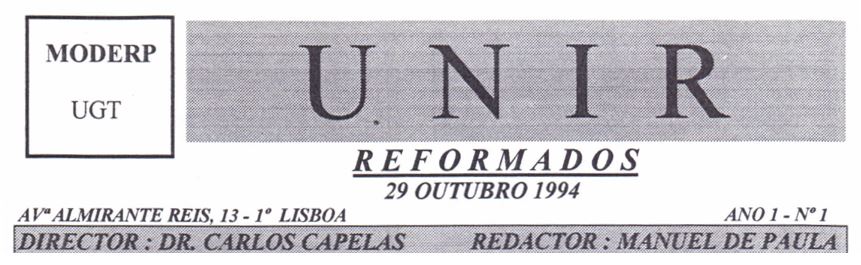 MODERP
UGT
U N I R
REFORMADOS
29 OUTUBRO 1994
AVª ALMIRANTE REIS, 13 - 1º LISBOA ANO 1 - Nº 1
DIRECTOR : DR. CARLOS CAPELAS REDACTOR : MANUEL DE PAULA